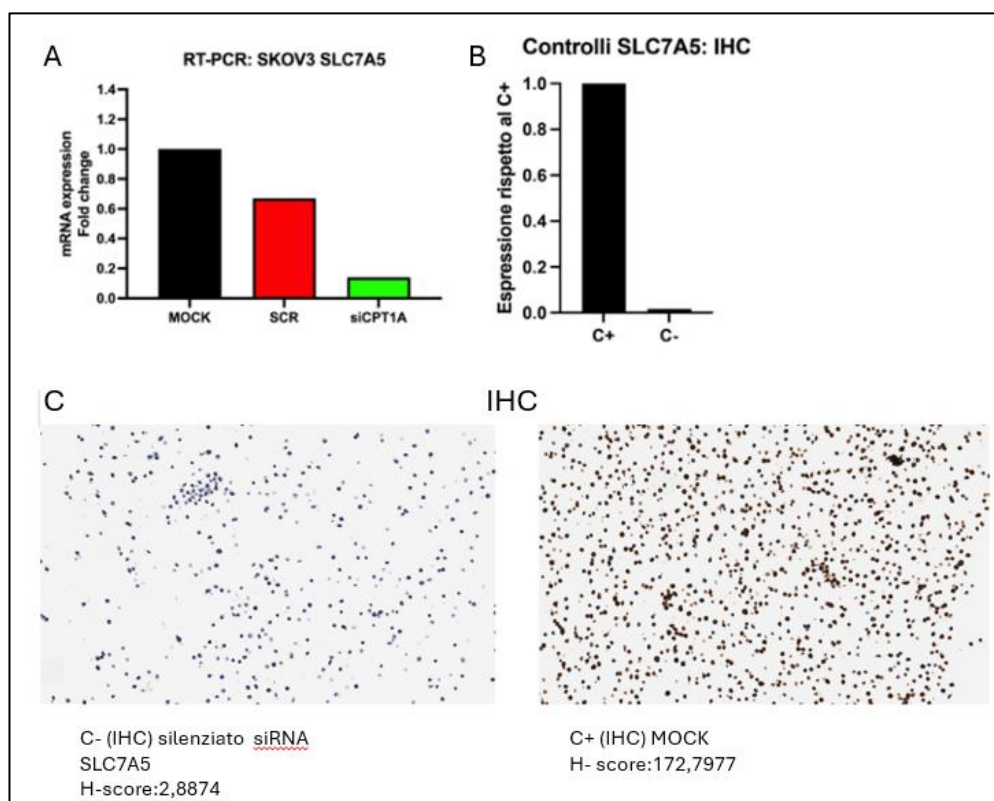 A
RT-PCR: SKOV3 SLC7A5
mRNA expression
Fold change
1.4
1.2
1.0
0.8
0.6
0.4
0.2
0.0
MOCK SCR siCPT1A
B
Controlli SLC7A5: IHC
Espressione rispetto al C+
1.0
0.8
0.6
0.4
0.2
0.0
C+ C-
C
IHC
C- (IHC) silenziato siRNA
SLC7A5
H-score:2,8874
C+ (IHC) MOCK
H- score:172,7977